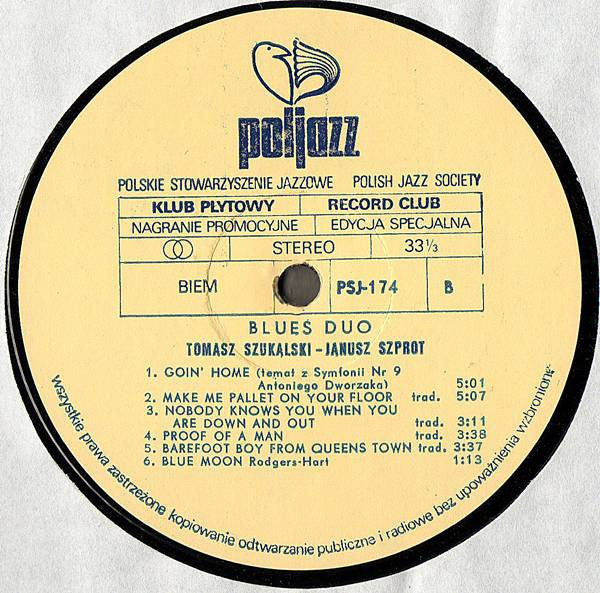 poljazz
POLSKIE STOWARZYSZENIE JAZZOWE POLISH JAZZ SOCIETY
KLUB PŁYTOWY RECORD CLUB
NAGRANIE PROMOCYJNE EDYCJA SPECJALNA
STEREO 33 1/3
BIEM PSJ-174 B
BLUES DUO
TOMASZ SZUKALSKI - JANUSZ SZPROT
1. GOIN' HOME (temat z Symfonii Nr 9
Antoniego Dworzaka) 5:01
2. MAKE ME PALLET ON YOUR FLOOR trad. 5:07
3. NOBODY KNOWS YOU WHEN YOU
ARE DOWN AND OUT trad. 3:11
4. PROOF OF A MAN trad. 3:38
5. BAREFOOT BOY FROM QUEENS TOWN trad. 3:37
6. BLUE MOON Rodgers-Hart 1:13
wszystkie prawa zastrzeżone kopiowanie odtwarzanie publiczne i radiowe bez upoważnienia wzbronione